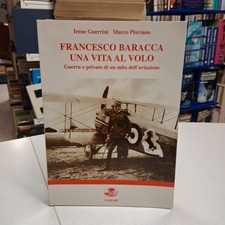 Irene Guerrini Marco Pluviano
FRANCESCO BARACCA
UNA VITA AL VOLO
Guerra e privato di un mito dell'aviazione